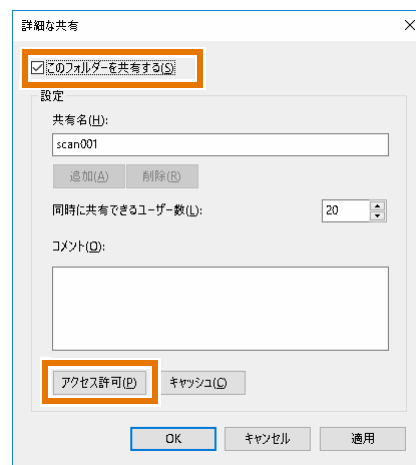 詳細な共有
このフォルダーを共有する(S)
設定
共有名(H):
scan001
追加(A) 削除(R)
同時に共有できるユーザー数(L): 20
コメント(O):
アクセス許可(P) キャッシュ(C)
OK キャンセル 適用